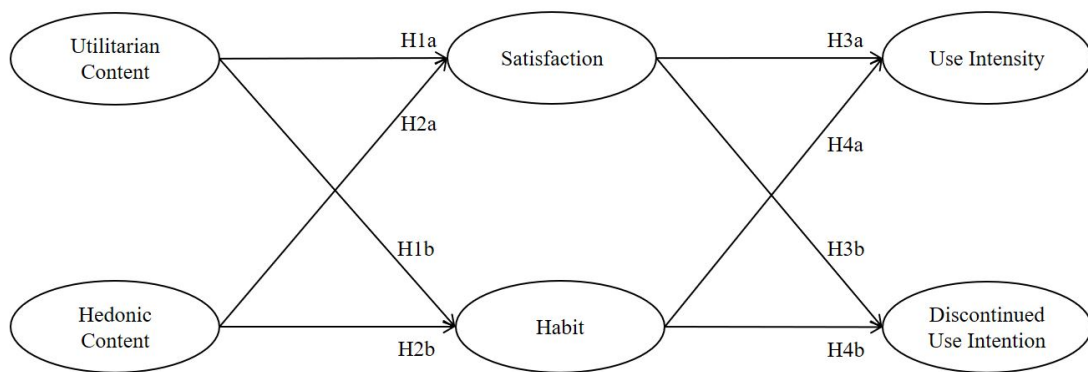 Utilitarian
Content
H1a
Satisfaction
H3a
Use Intensity
H2a
H4a
H1b
H3b
Hedonic
Content
H2b
Habit
H4b
Discontinued
Use Intention